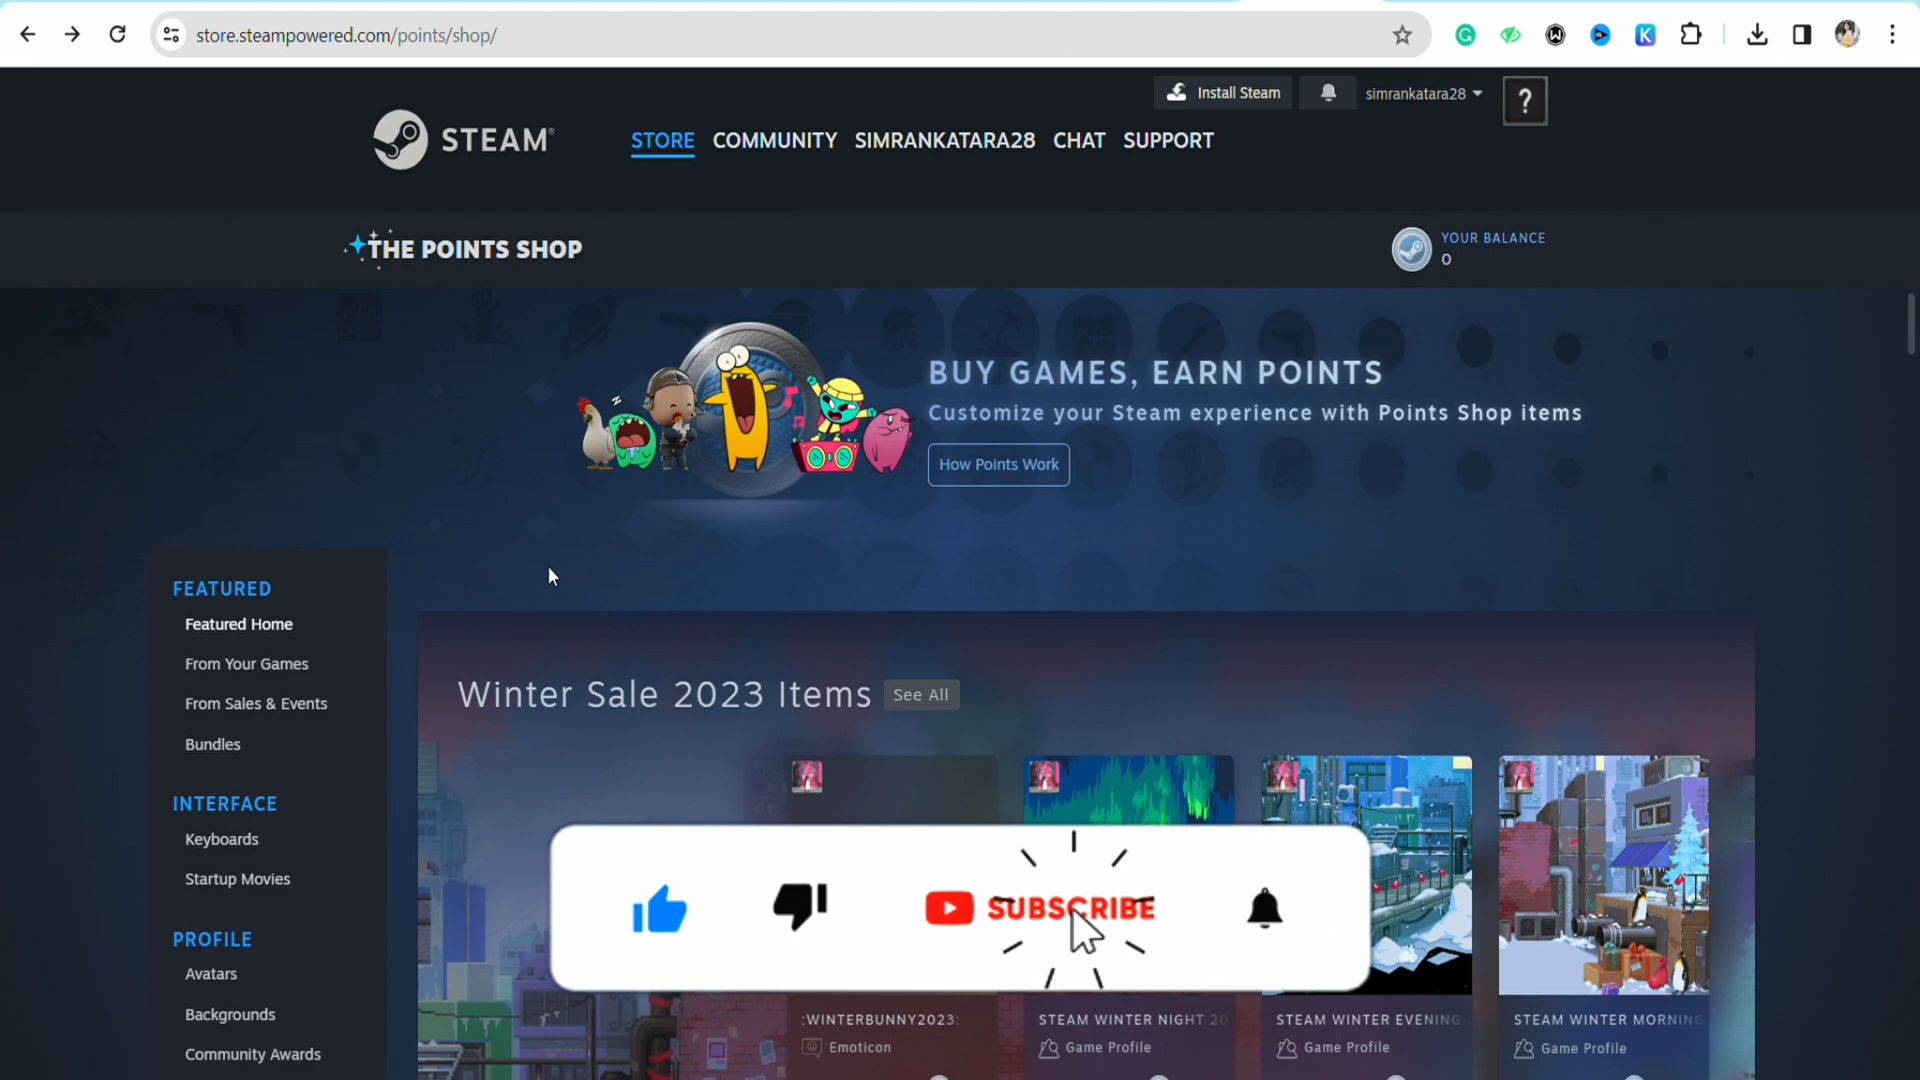 store.steampowered.com/points/shop/
Install Steam
simrankatara28
?
STEAM®
STORE COMMUNITY SIMRANKATARA28 CHAT SUPPORT
THE POINTS SHOP
YOUR BALANCE
0
BUY GAMES, EARN POINTS
Customize your Steam experience with Points Shop items
How Points Work
FEATURED
Featured Home
From Your Games
From Sales & Events
Bundles
INTERFACE
Keyboards
Startup Movies
PROFILE
Avatars
Backgrounds
Community Awards
Winter Sale 2023 Items See All
SUBSCRIBE
:WINTERBUNNY2023:
Emoticon
STEAM WINTER NIGHT 20
Game Profile
STEAM WINTER EVENING
Game Profile
STEAM WINTER MORNING
Game Profile